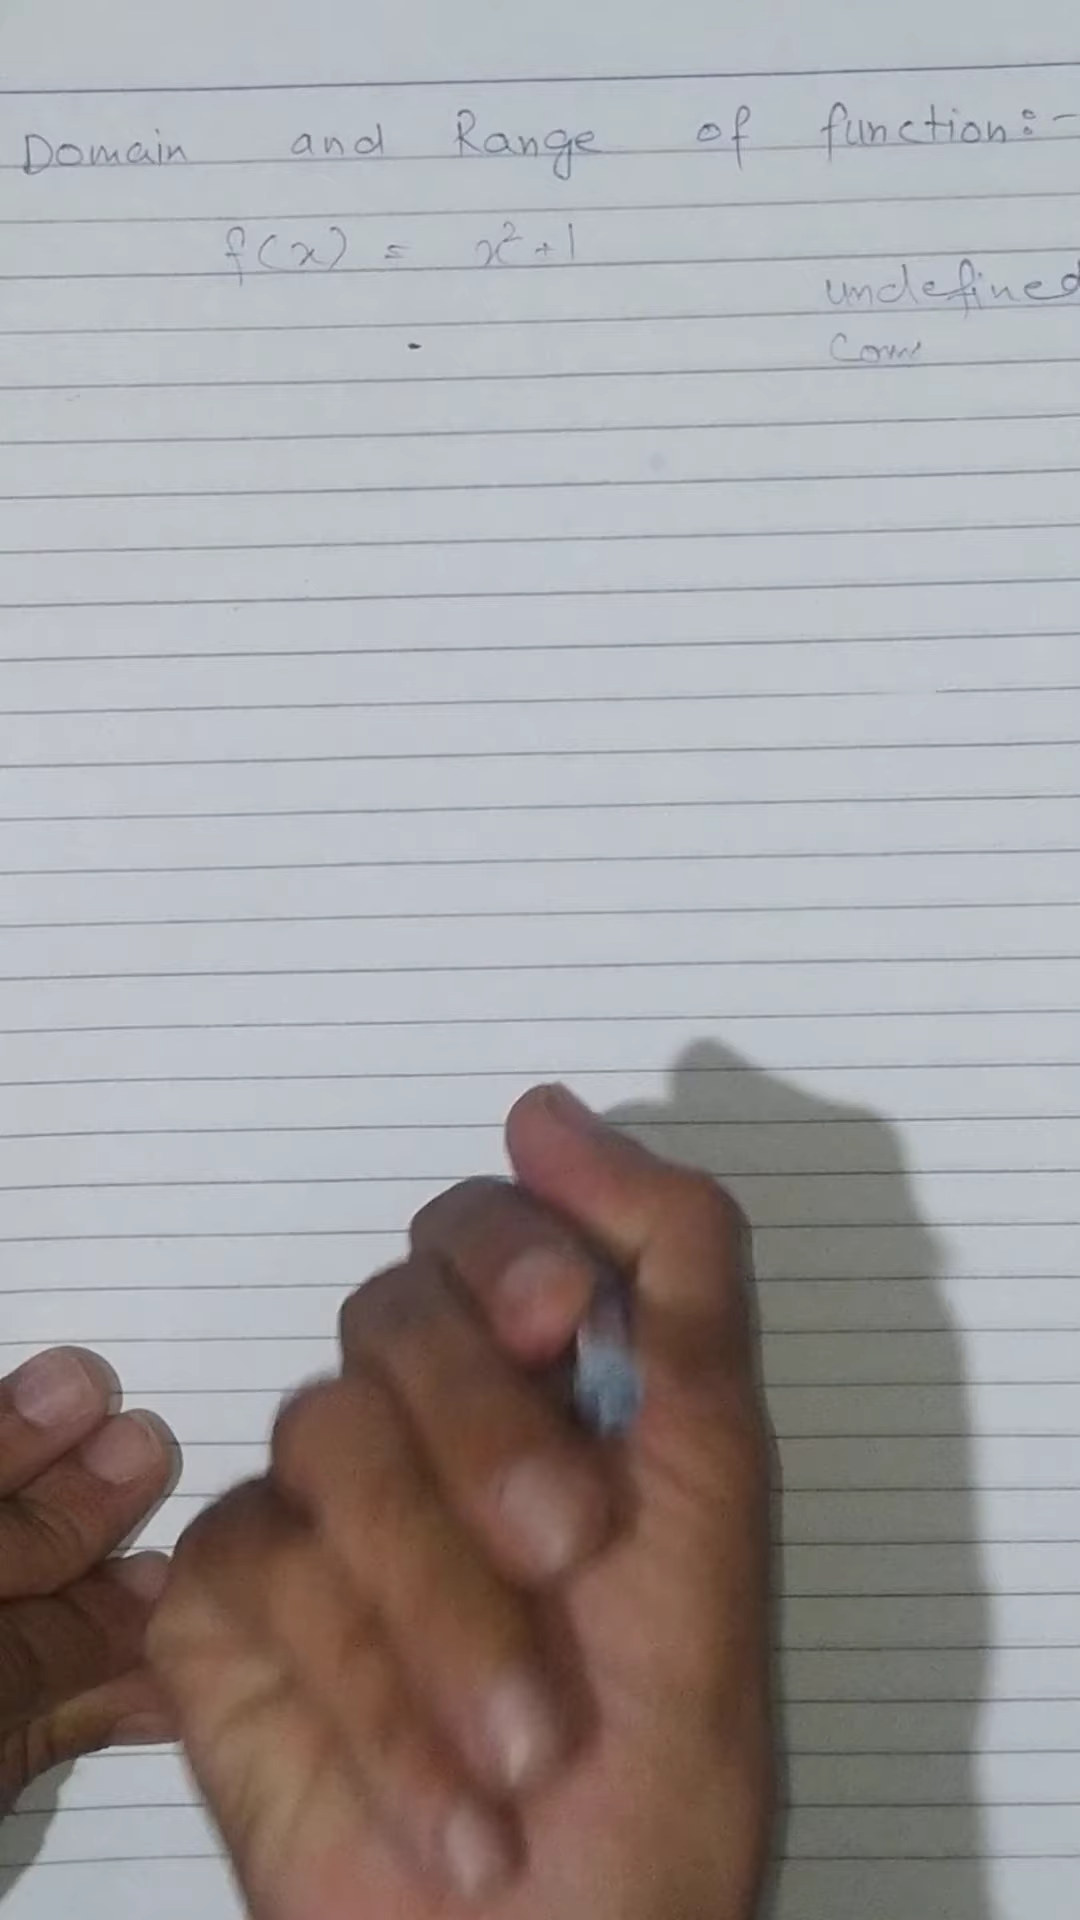 Domain and Range of function:-
f(x) = x²+1
undefined